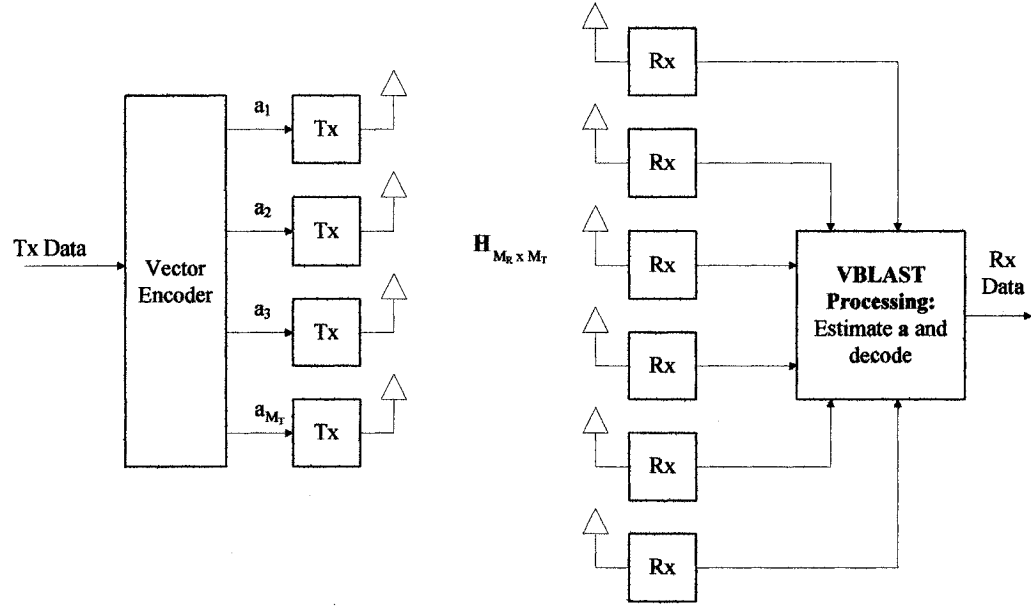 Tx Data
Vector
Encoder
a1
Tx
a2
Tx
a3
Tx
aMT
Tx
H MR x MT
Rx
Rx
Rx
Rx
Rx
Rx
VBLAST
Processing:
Estimate a and
decode
Rx
Data